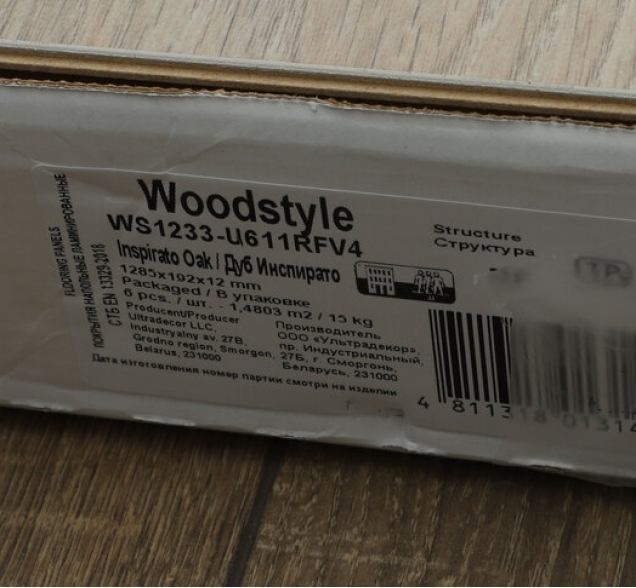 FLOORING PANELS
ПОКРЫТИЯ НАПОЛЬНЫЕ ЛАМИНИРОВАННЫЕ
СТБ EN 13329-2018
Woodstyle
WS1233-U611RFV4
Inspirato Oak / Дуб Инспирато
1285x192x12 mm
Packaged / В упаковке
6 pcs. / шт. - 1,4803 m2 / 15 kg
Producent/Producer
Ultradecor LLC,
Industryalny av. 27B,
Grodno region, Smorgon,
Belarus, 231000
Производитель
ООО «Ультрадекор»,
пр. Индустриальный,
27Б, г. Сморгонь,
Беларусь, 231000
Дата изготовления номер партии смотри на изделии
Structure
Структура
4 8113